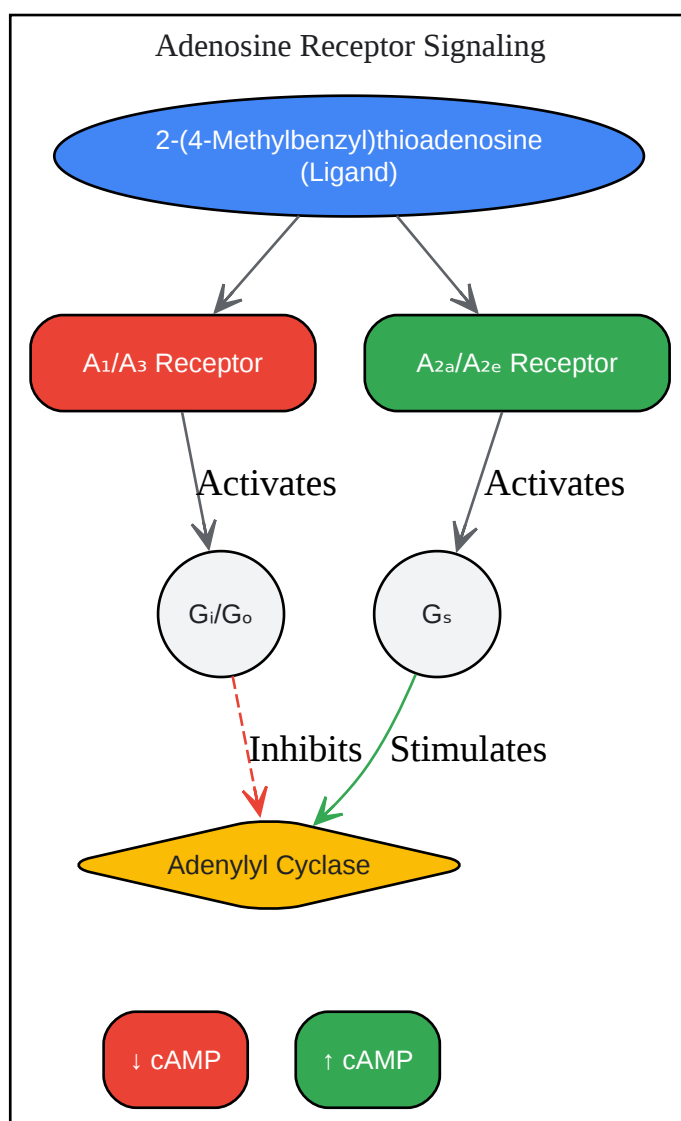 Adenosine Receptor Signaling
2-(4-Methylbenzyl)thioadenosine
(Ligand)
A₁/A₃ Receptor
A₂ₐ/A₂ₑ Receptor
Activates
Activates
Gᵢ/Gₒ
Gₛ
Inhibits
Stimulates
Adenylyl Cyclase
↓ cAMP
↑ cAMP